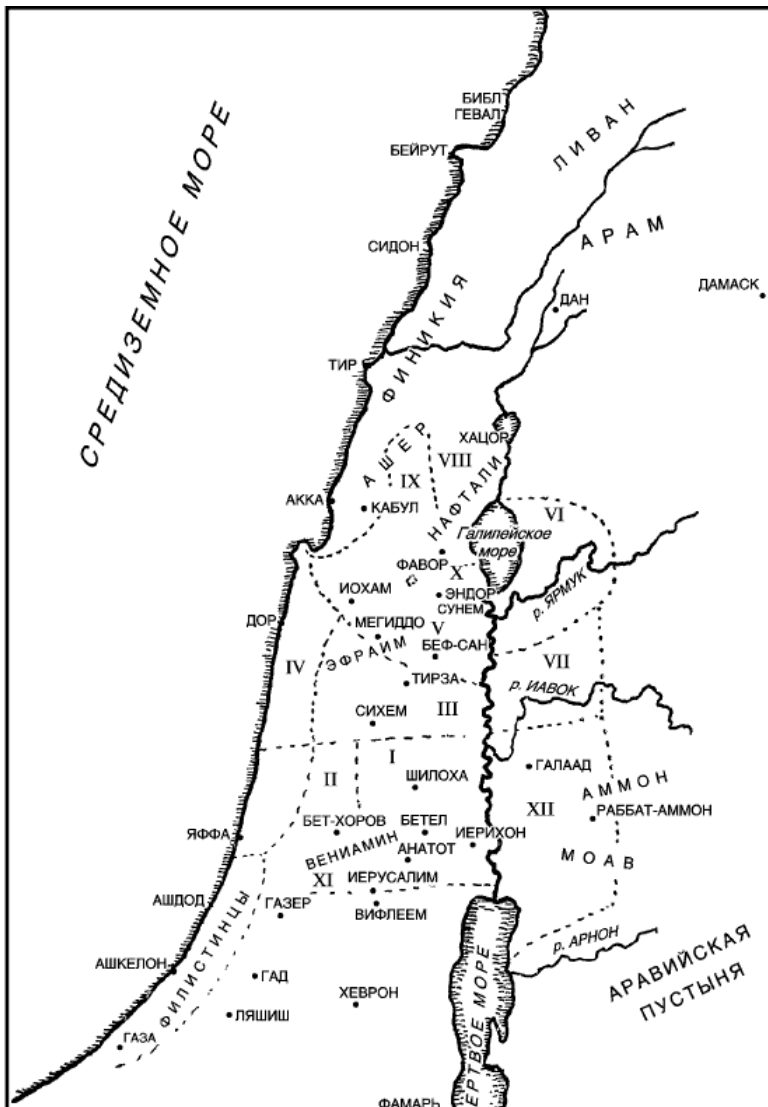 БИБЛ
ГЕВАЛ
БЕЙРУТ
ЛИВАН
СРЕДИЗЕМНОЕ МОРЕ
АРАМ
СИДОН
ДАМАСК
ДАН
ФИНИКИЯ
ТИР
ХАЦОР
АШЕР
VIII
IX
НАФТАЛИ
АККА
КАБУЛ
VI
Галилейское
море
ФАВОР
X
ЭНДОР
СУНЕМ
р. ЯРМУК
ИОХАМ
ДОР
МЕГИДДО
V
ЭФРАИМ
БЕФ-САН
IV
VII
ТИРЗА
р. ИАВОК
СИХЕМ
III
I
II
ШИЛОХА
ГАЛААД
АММОН
XII
РАББАТ-АММОН
ЯФФА
БЕТ-ХОРОВ
БЕТЕЛ
ИЕРИХОН
ВЕНИАМИН
АНАТОТ
МОАВ
XI
ИЕРУСАЛИМ
АШДОД
ГАЗЕР
ВИФЛЕЕМ
ФИЛИСТИНЦЫ
р. АРНОН
АШКЕЛОН
ГАД
АРАВИЙСКАЯ
ПУСТЫНЯ
ХЕВРОН
ЛЯШИШ
ГАЗА
ЕРТВОЕ МОРЕ
ФАМАРЬ